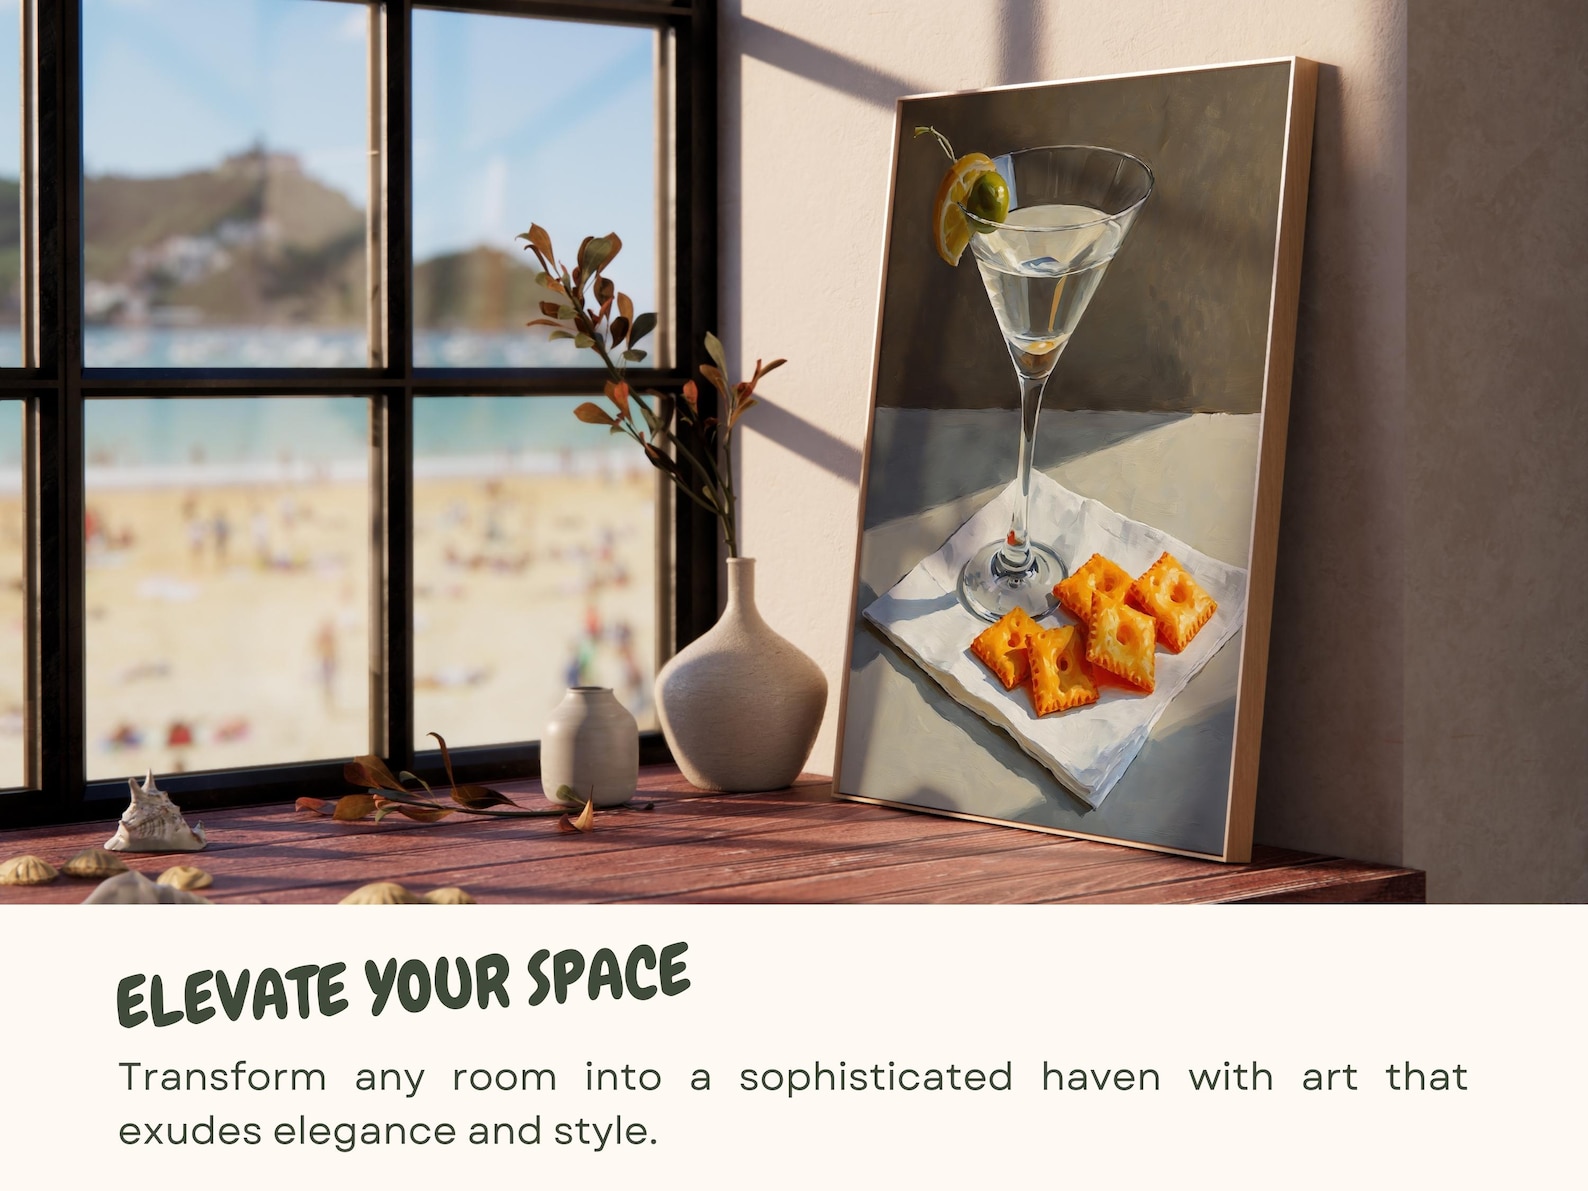 ELEVATE YOUR SPACE
Transform any room into a sophisticated haven with art that
exudes elegance and style.